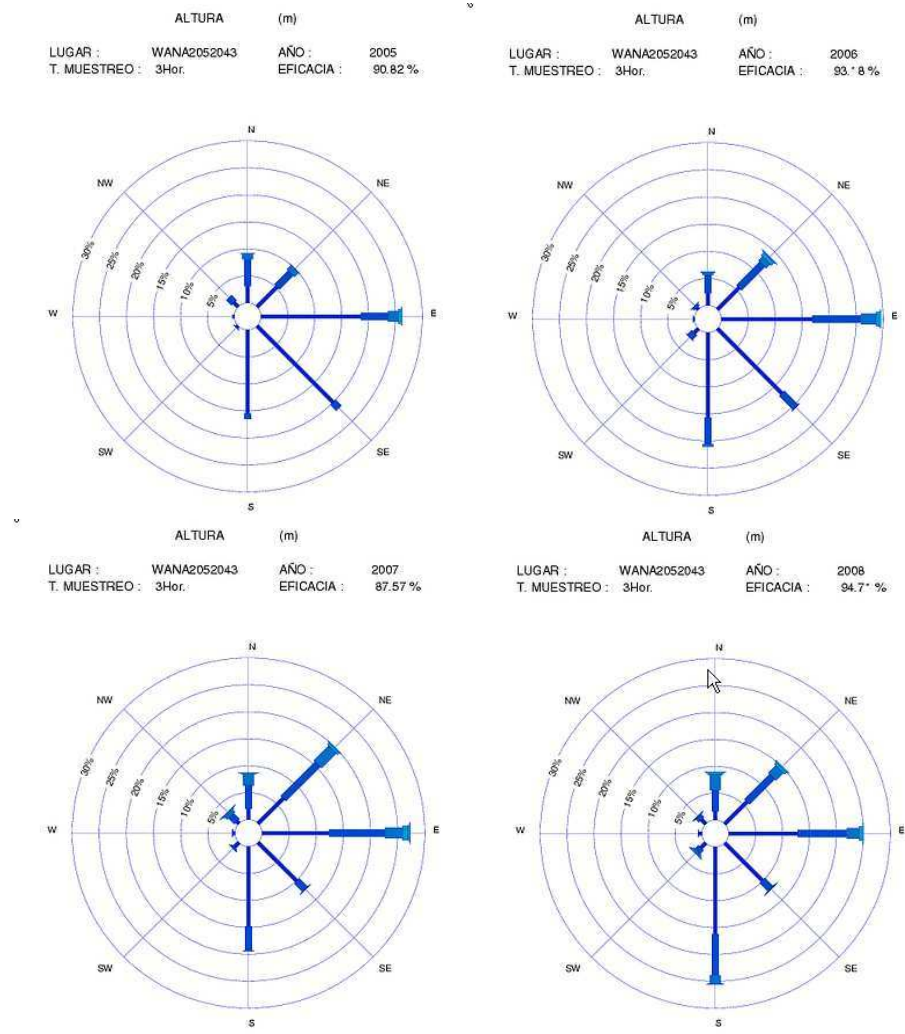 ALTURA (m)
LUGAR : WANA2052043 AÑO : 2005
T. MUESTREO : 3Hor. EFICACIA : 90.82 %
N
NW NE
30% 25% 20% 15% 10% 5%
W E
SW SE
S
ALTURA (m)
LUGAR : WANA2052043 AÑO : 2006
T. MUESTREO : 3Hor. EFICACIA : 93.* 8 %
N
NW NE
30% 25% 20% 15% 10% 5%
W E
SW SE
S
ALTURA (m)
LUGAR : WANA2052043 AÑO : 2007
T. MUESTREO : 3Hor. EFICACIA : 87.57 %
N
NW NE
30% 25% 20% 15% 10% 5%
W E
SW SE
S
ALTURA (m)
LUGAR : WANA2052043 AÑO : 2008
T. MUESTREO : 3Hor. EFICACIA : 94.7* %
N
NW NE
30% 25% 20% 15% 10% 5%
W E
SW SE
S